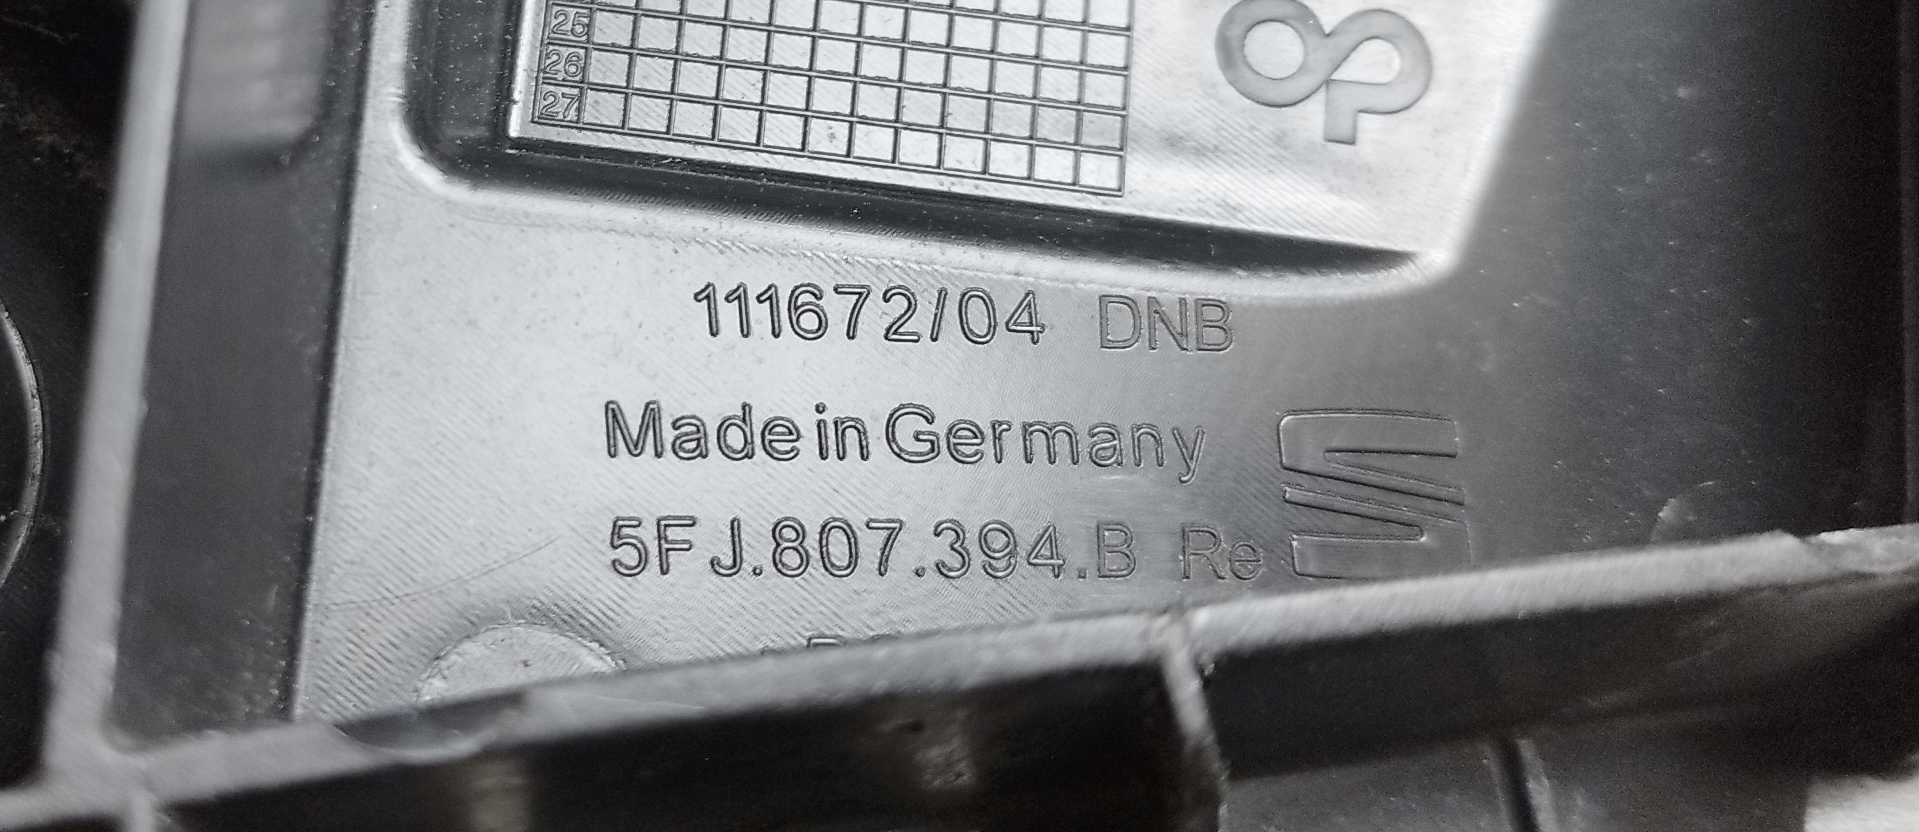 25
26
27
111672/04 DNB
Made in Germany
5FJ.807.394.B Re